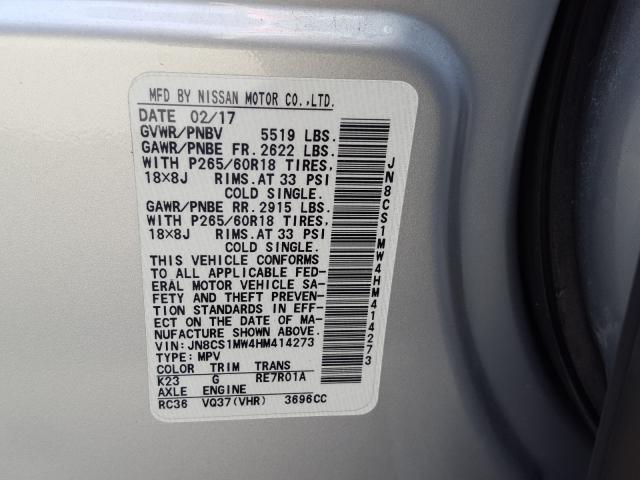 MFD BY NISSAN MOTOR CO.,LTD.
DATE 02/17
GVWR/PNBV 5519 LBS.
GAWR/PNBE FR. 2622 LBS.
WITH P265/60R18 TIRES,
18×8J RIMS. AT 33 PSI
COLD SINGLE.
GAWR/PNBE RR. 2915 LBS.
WITH P265/60R18 TIRES,
18×8J RIMS. AT 33 PSI
COLD SINGLE.
THIS VEHICLE CONFORMS
TO ALL APPLICABLE FED-
ERAL MOTOR VEHICLE SA-
FETY AND THEFT PREVEN-
TION STANDARDS IN EFF-
ECT ON THE DATE OF MA-
NUFACTURE SHOWN ABOVE.
VIN: JN8CS1MW4HM414273
TYPE: MPV
COLOR TRIM TRANS
K23 G RE7R01A
AXLE ENGINE
RC36 VQ37(VHR) 3696CC
JN8CS1MW4HM414273